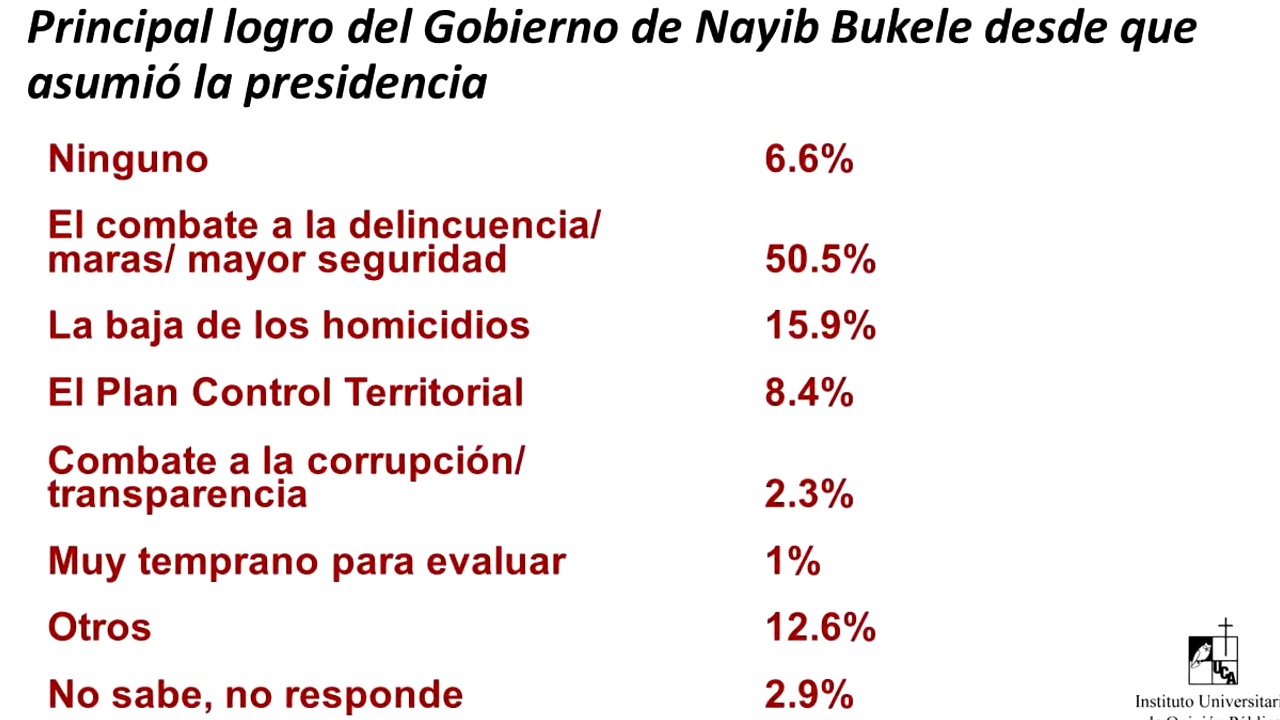 Principal logro del Gobierno de Nayib Bukele desde que
asumió la presidencia
Ninguno 6.6%
El combate a la delincuencia/
maras/ mayor seguridad 50.5%
La baja de los homicidios 15.9%
El Plan Control Territorial 8.4%
Combate a la corrupción/
transparencia 2.3%
Muy temprano para evaluar 1%
Otros 12.6%
No sabe, no responde 2.9%
UCA
Instituto Universitari